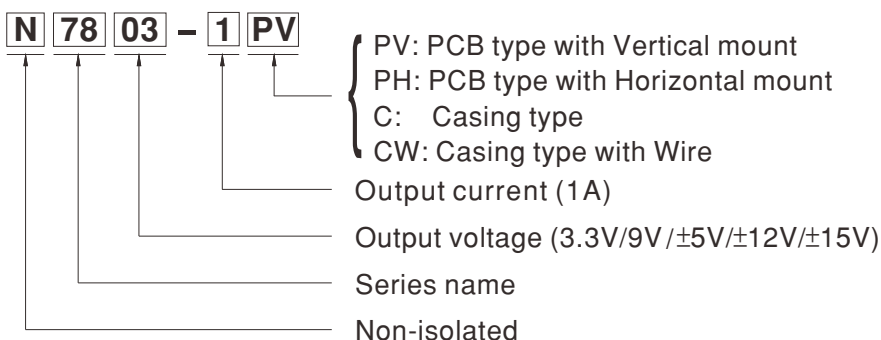 N 78 03 – 1 PV
PV: PCB type with Vertical mount
PH: PCB type with Horizontal mount
C: Casing type
CW: Casing type with Wire
Output current (1A)
Output voltage (3.3V/9V/±5V/±12V/±15V)
Series name
Non-isolated